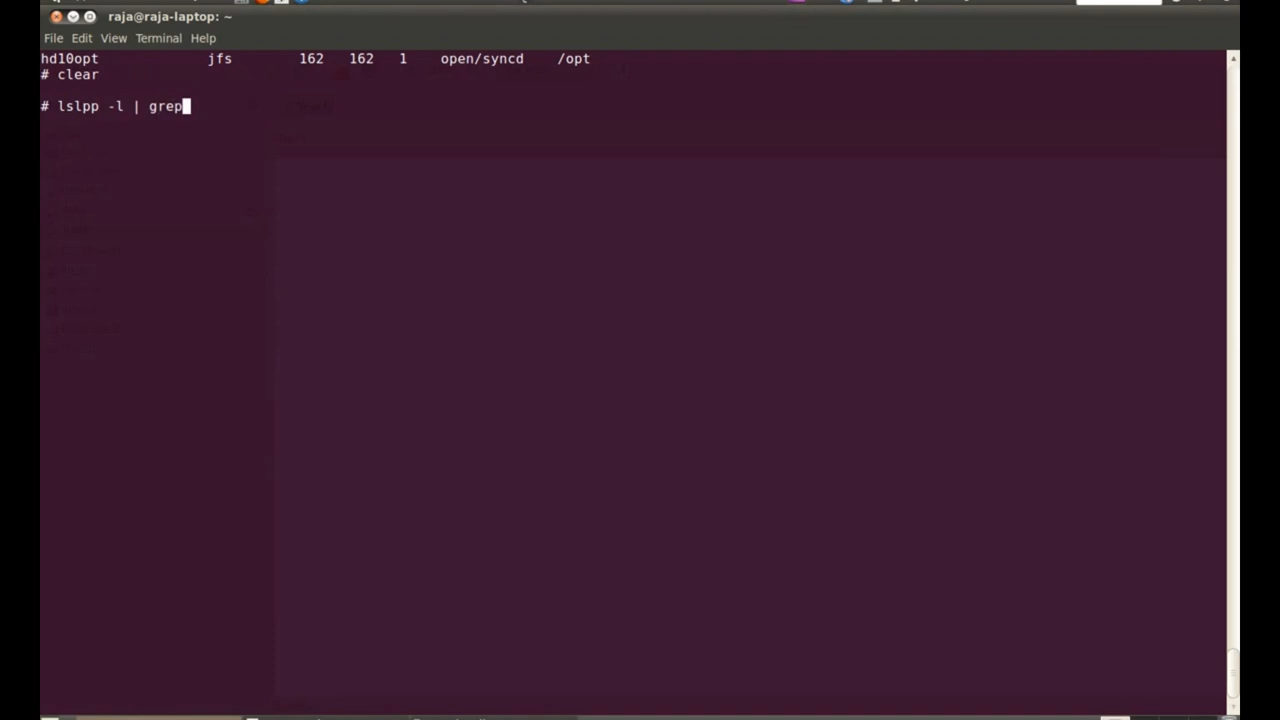 raja@raja-laptop: ~
File Edit View Terminal Help
hd10opt jfs 162 162 1 open/syncd /opt
# clear
# lslpp -l | grep